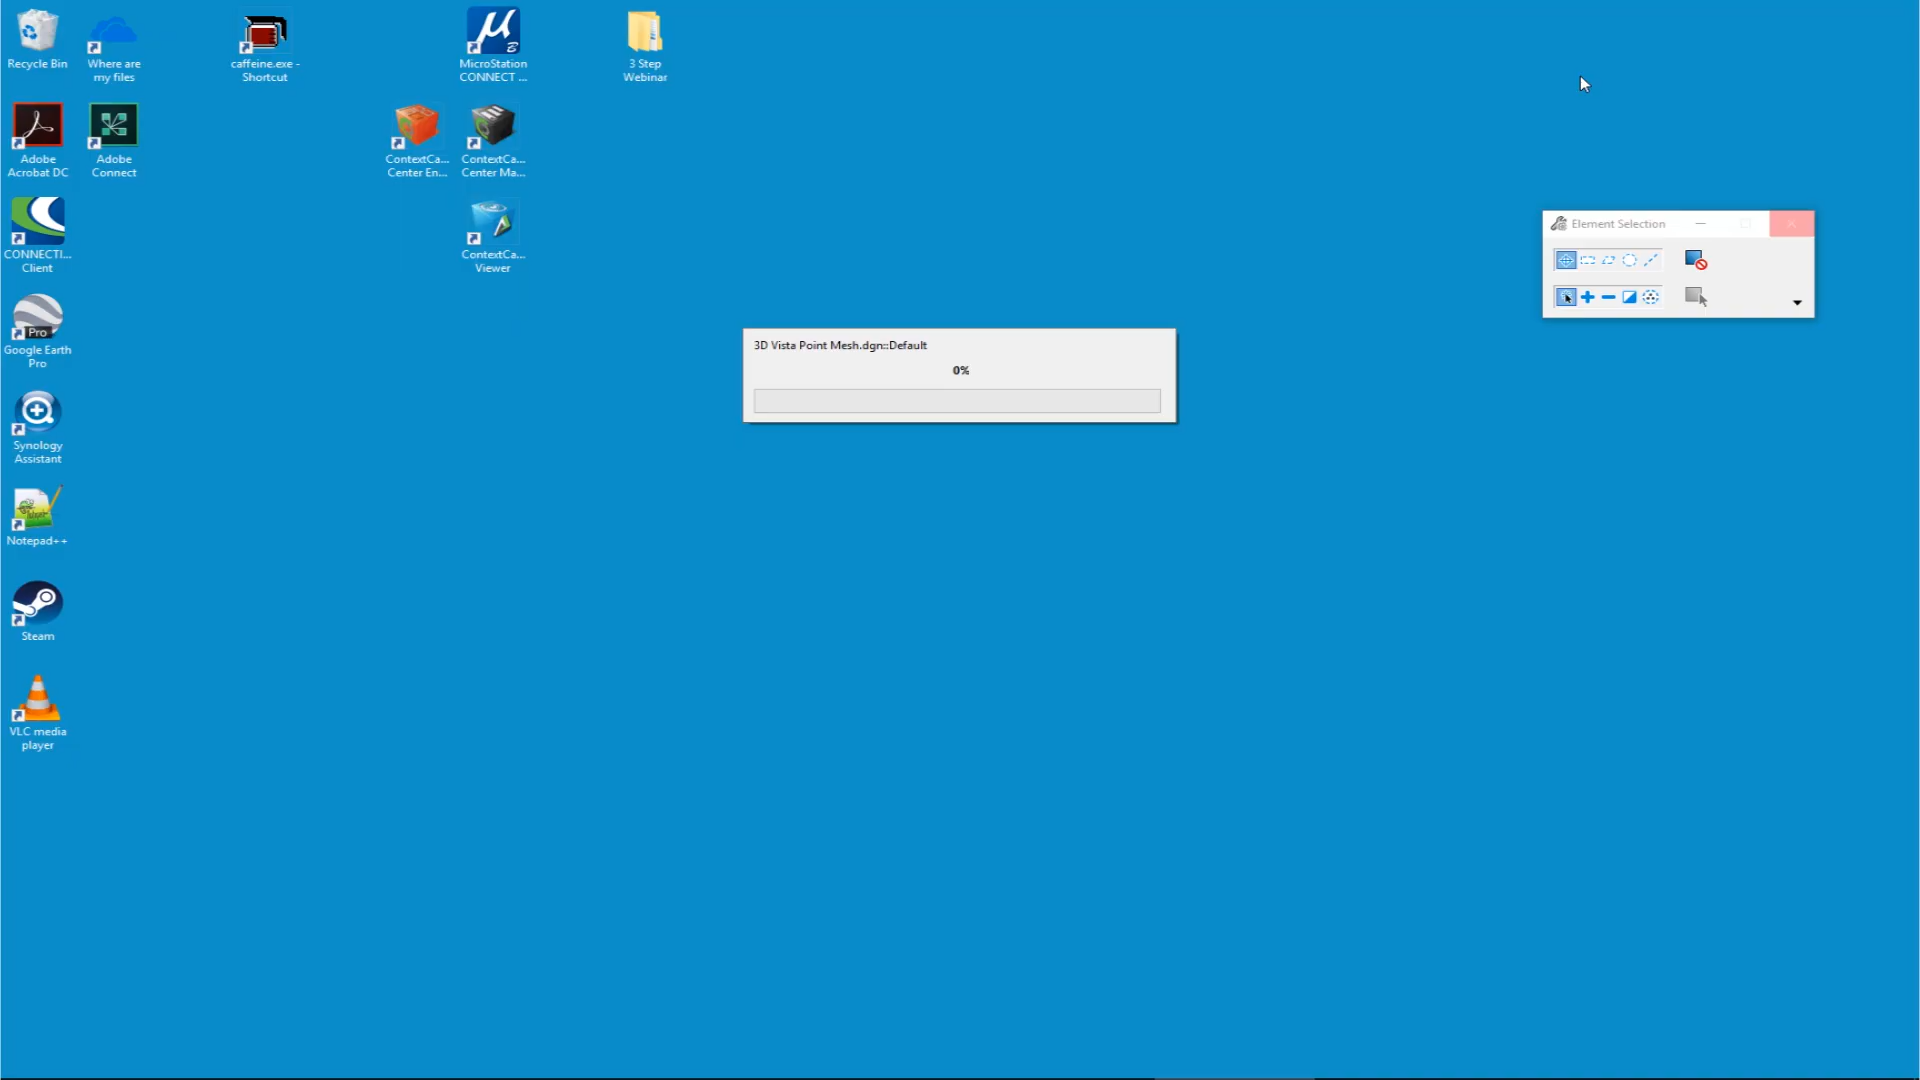 Recycle Bin
Where are
my files
caffeine.exe -
Shortcut
MicroStation
CONNECT ...
3 Step
Webinar
Adobe
Acrobat DC
Adobe
Connect
ContextCa...
Center En...
ContextCa...
Center Ma...
CONNECTI...
Client
ContextCa...
Viewer
Element Selection
Pro
Google Earth
Pro
3D Vista Point Mesh.dgn::Default
0%
Synology
Assistant
Notepad++
Steam
VLC media
player